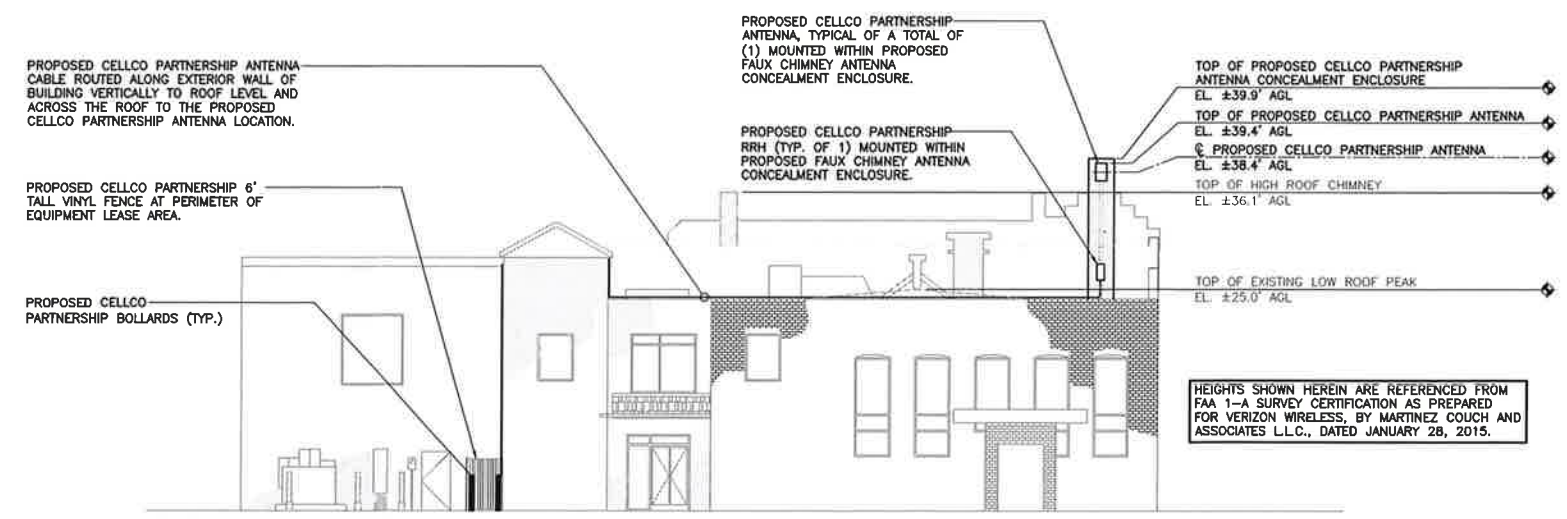 PROPOSED CELLCO PARTNERSHIP ANTENNA
CABLE ROUTED ALONG EXTERIOR WALL OF
BUILDING VERTICALLY TO ROOF LEVEL AND
ACROSS THE ROOF TO THE PROPOSED
CELLCO PARTNERSHIP ANTENNA LOCATION.
PROPOSED CELLCO PARTNERSHIP 6'
TALL VINYL FENCE AT PERIMETER OF
EQUIPMENT LEASE AREA.
PROPOSED CELLCO
PARTNERSHIP BOLLARDS (TYP.)
PROPOSED CELLCO PARTNERSHIP
ANTENNA, TYPICAL OF A TOTAL OF
(1) MOUNTED WITHIN PROPOSED
FAUX CHIMNEY ANTENNA
CONCEALMENT ENCLOSURE.
PROPOSED CELLCO PARTNERSHIP
RRH (TYP. OF 1) MOUNTED WITHIN
PROPOSED FAUX CHIMNEY ANTENNA
CONCEALMENT ENCLOSURE.
TOP OF PROPOSED CELLCO PARTNERSHIP
ANTENNA CONCEALMENT ENCLOSURE
EL. ±39.9' AGL
TOP OF PROPOSED CELLCO PARTNERSHIP ANTENNA
EL. ±39.4' AGL
℄ PROPOSED CELLCO PARTNERSHIP ANTENNA
EL. ±38.4' AGL
TOP OF HIGH ROOF CHIMNEY
EL. ±36.1' AGL
TOP OF EXISTING LOW ROOF PEAK
EL. ±25.0' AGL
HEIGHTS SHOWN HEREIN ARE REFERENCED FROM
FAA 1-A SURVEY CERTIFICATION AS PREPARED
FOR VERIZON WIRELESS, BY MARTINEZ COUCH AND
ASSOCIATES L.L.C., DATED JANUARY 28, 2015.